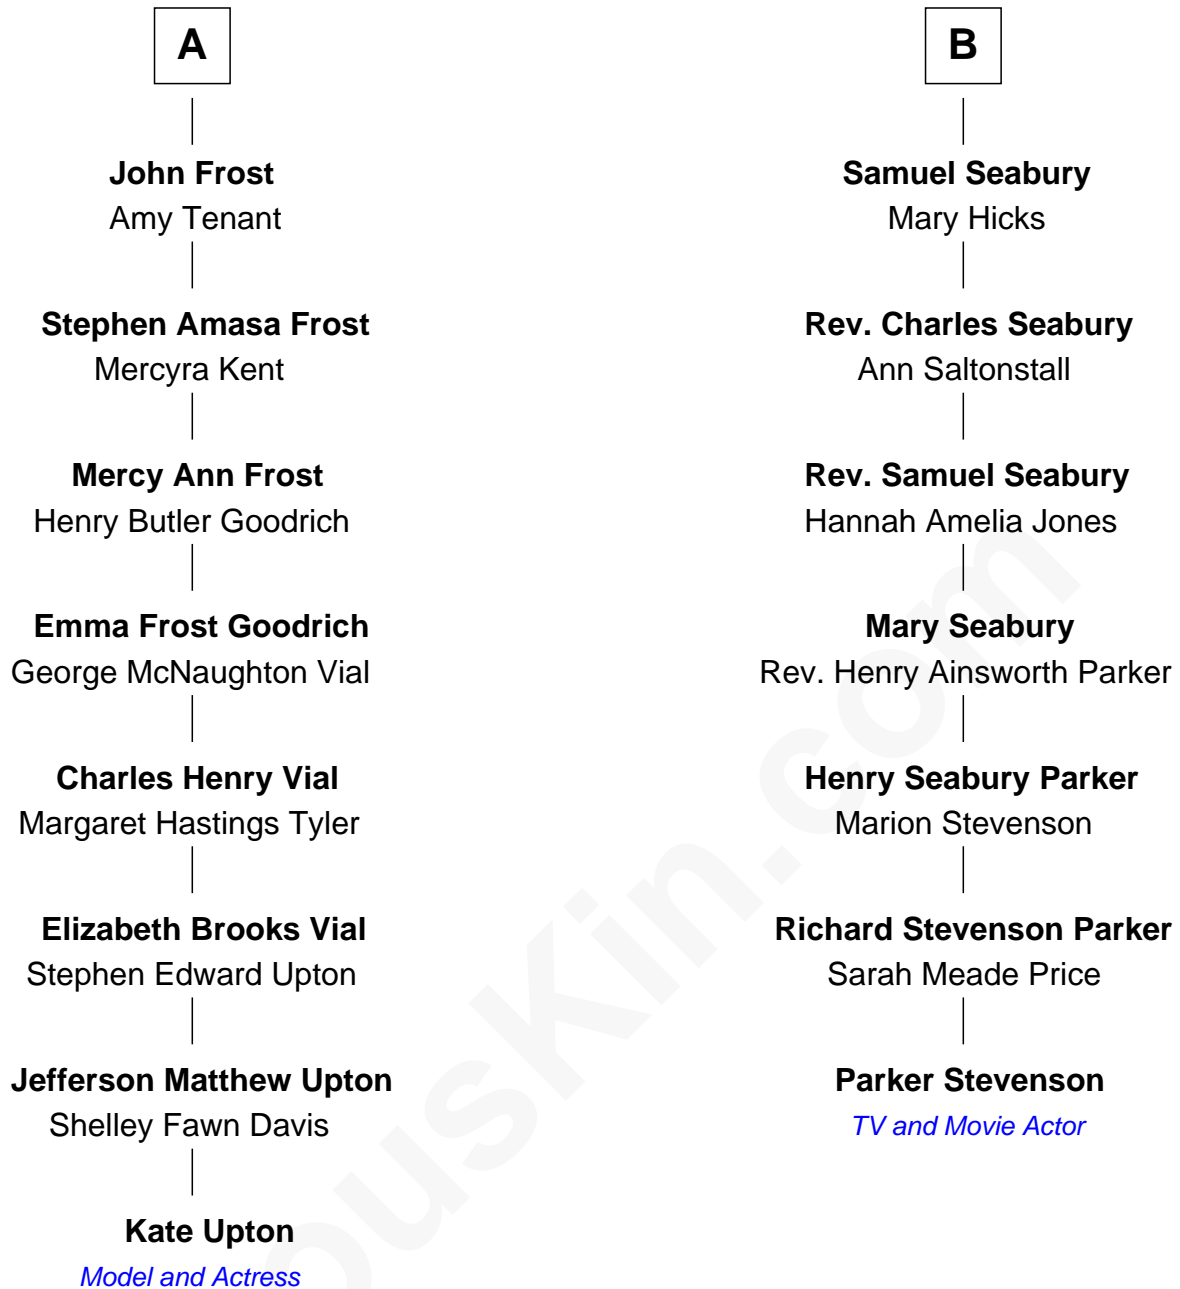 A
John Frost
Amy Tenant
Stephen Amasa Frost
Mercyra Kent
Mercy Ann Frost
Henry Butler Goodrich
Emma Frost Goodrich
George McNaughton Vial
Charles Henry Vial
Margaret Hastings Tyler
Elizabeth Brooks Vial
Stephen Edward Upton
Jefferson Matthew Upton
Shelley Fawn Davis
Kate Upton
Model and Actress
B
Samuel Seabury
Mary Hicks
Rev. Charles Seabury
Ann Saltonstall
Rev. Samuel Seabury
Hannah Amelia Jones
Mary Seabury
Rev. Henry Ainsworth Parker
Henry Seabury Parker
Marion Stevenson
Richard Stevenson Parker
Sarah Meade Price
Parker Stevenson
TV and Movie Actor
ousKin.com